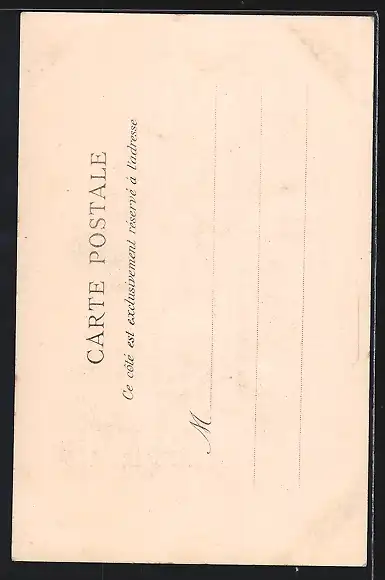 CARTE POSTALE
Ce côté est exclusivement réservé à l'adresse
M